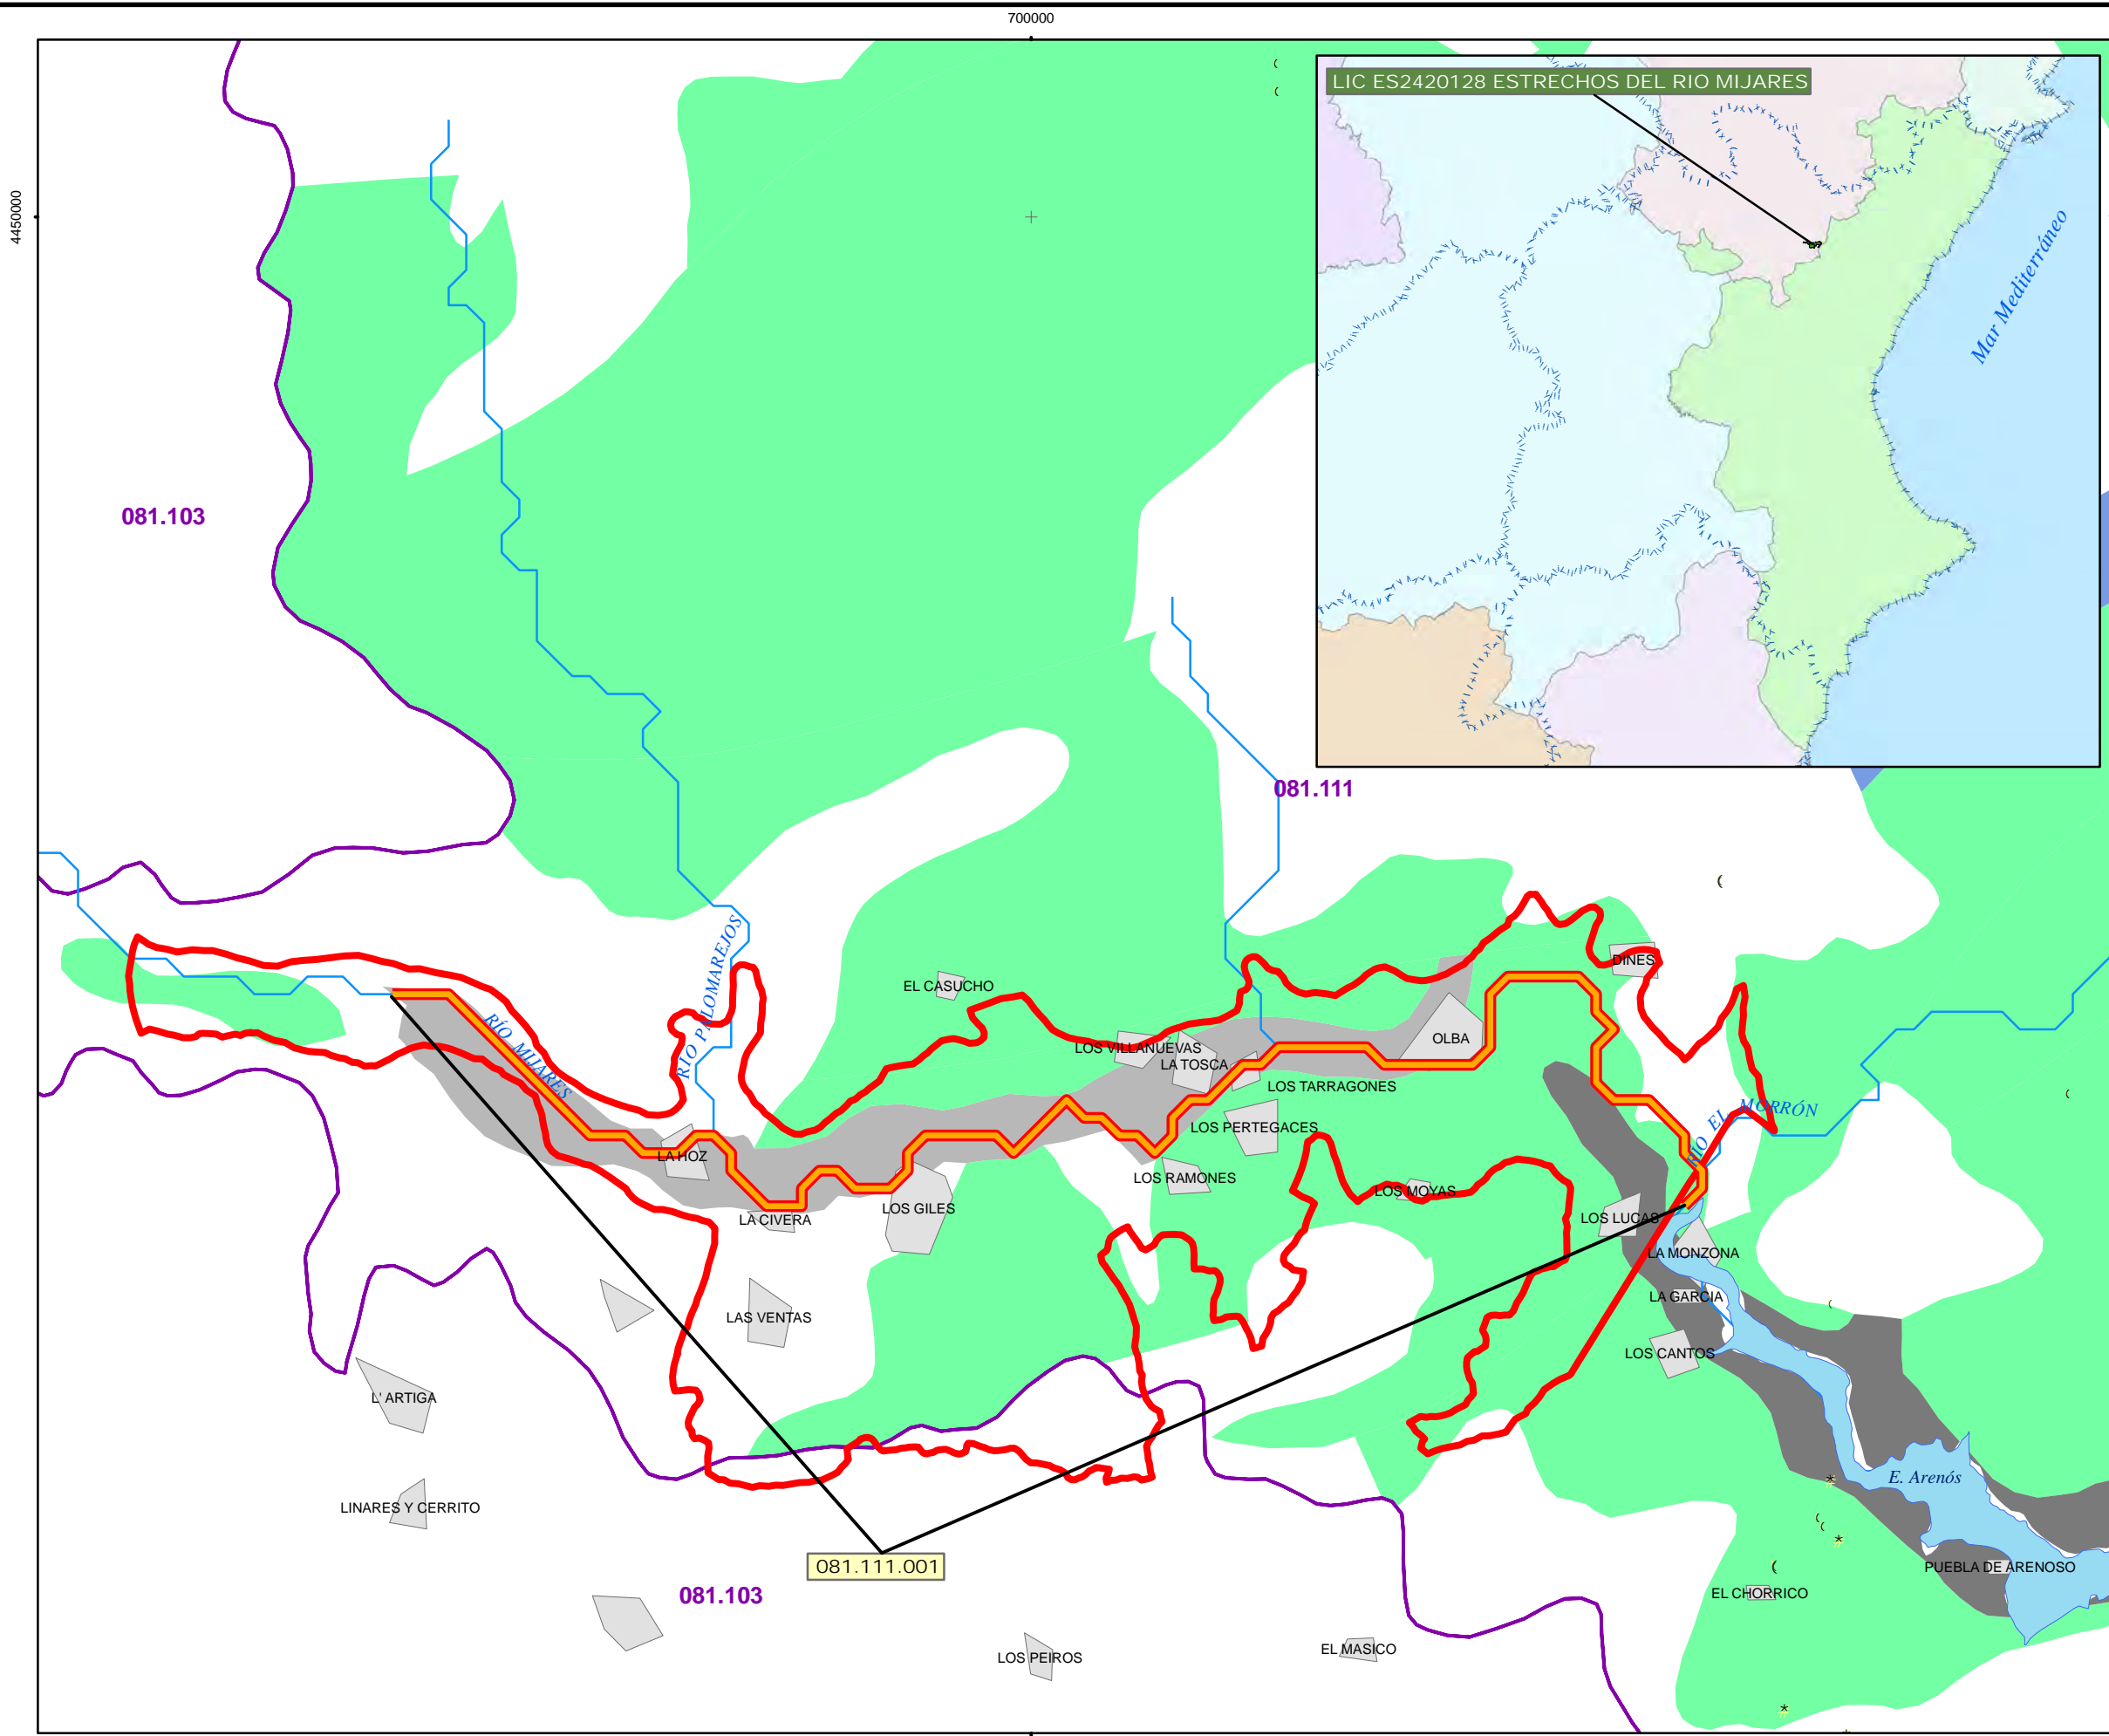 700000
4450000
LIC ES2420128 ESTRECHOS DEL RIO MIJARES
Mar Mediterráneo
081.103
081.111
RÍO PALOMAREJOS
DINES
EL CASUCHO
RÍO MIJARES
OLBA
LOS VILLANUEVAS
LA TOSCA
LOS TARRAGONES
RÍO EL MORRÓN
LOS PERTEGACES
LA HOZ
LOS RAMONES
LOS MOYAS
LOS GILES
LA CIVERA
LOS LUCAS
LA MONZONA
LA GARCIA
LAS VENTAS
LOS CANTOS
L' ARTIGA
E. Arenós
LINARES Y CERRITO
081.111.001
PUEBLA DE ARENOSO
081.103
EL CHORRICO
EL MASICO
LOS PEIROS